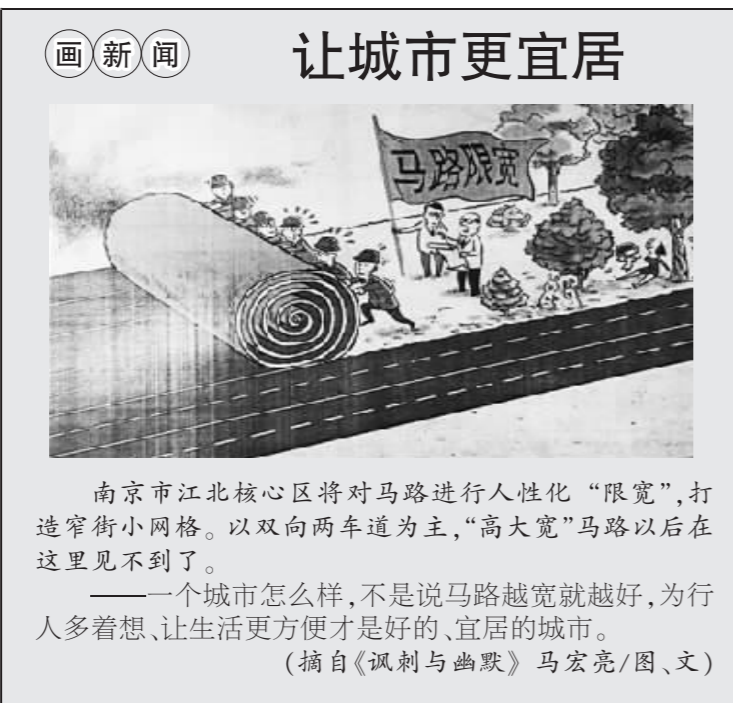 画新闻 让城市更宜居
马路限宽
南京市江北核心区将对马路进行人性化“限宽”,打
造窄街小网格。以双向两车道为主,“高大宽”马路以后在
这里见不到了。
——一个城市怎么样,不是说马路越宽就越好,为行
人多着想、让生活更方便才是好的、宜居的城市。
(摘自《讽刺与幽默》 马宏亮/图、文)